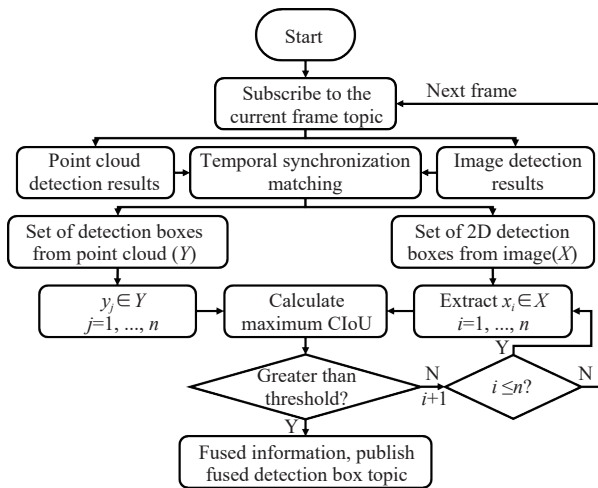 Start
Subscribe to the
current frame topic
Next frame
Point cloud
detection results
Temporal synchronization
matching
Image detection
results
Set of detection boxes
from point cloud (Y)
Set of 2D detection
boxes from image(X)
y_j ∈ Y
j=1, ..., n
Calculate
maximum CIoU
Extract x_i ∈ X
i=1, ..., n
Y
Greater than
threshold?
N
i+1
i ≤n?
N
Y
Fused information, publish
fused detection box topic